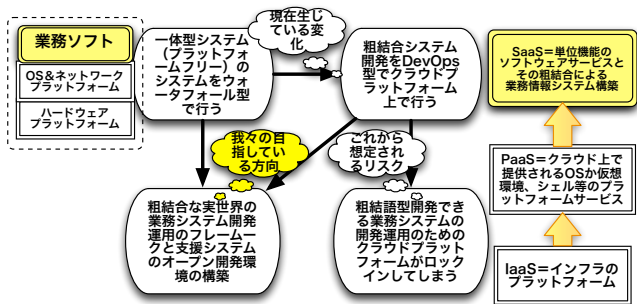 業務ソフト
OS＆ネットワーク
プラットフォーム
ハードウェア
プラットフォーム
一体型システム
（プラットフォー
ムフリー）の
システムをウォ
ータフォール型
で行う
現在生じ
ている変
化
粗結合システム
開発をDevOps
型でクラウドプ
ラットフォーム
上で行う
SaaS＝単位機能の
ソフトウェアサービスと
その粗結合による
業務情報システム構築
我々の目
指してい
る方向
これから
想定され
るリスク
PaaS＝クラウド上で
提供されるOSか仮想
環境、シェル等のプラ
ットフォームサービス
粗結合な実世界の
業務システム開発
運用のフレームー
クと支援システム
のオープン開発環
境の構築
粗結語型開発でき
る業務システムの
開発運用のための
クラウドプラット
フォームがロック
インしてしまう
IaaS＝インフラの
プラットフォーム